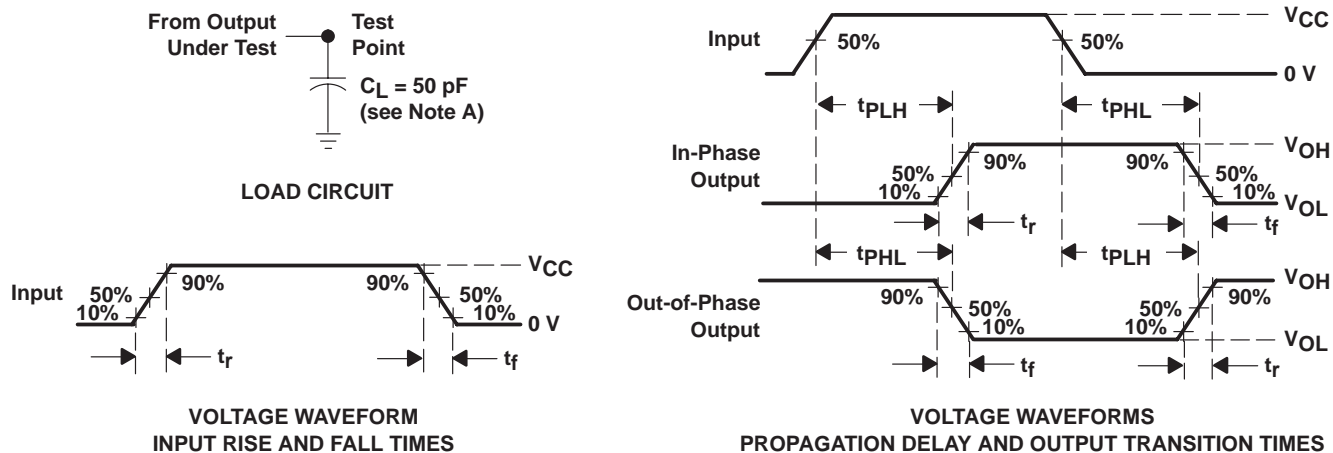 From Output
Under Test
Test
Point
CL = 50 pF
(see Note A)
LOAD CIRCUIT
Input
50%
10%
90%
90%
50%
10%
VCC
0 V
tr
tf
VOLTAGE WAVEFORM
INPUT RISE AND FALL TIMES
Input
50%
50%
VCC
0 V
tPLH
tPHL
In-Phase
Output
50%
10%
90%
90%
50%
10%
VOH
VOL
tr
tf
tPHL
tPLH
Out-of-Phase
Output
90%
50%
10%
50%
10%
90%
VOH
VOL
tf
tr
VOLTAGE WAVEFORMS
PROPAGATION DELAY AND OUTPUT TRANSITION TIMES